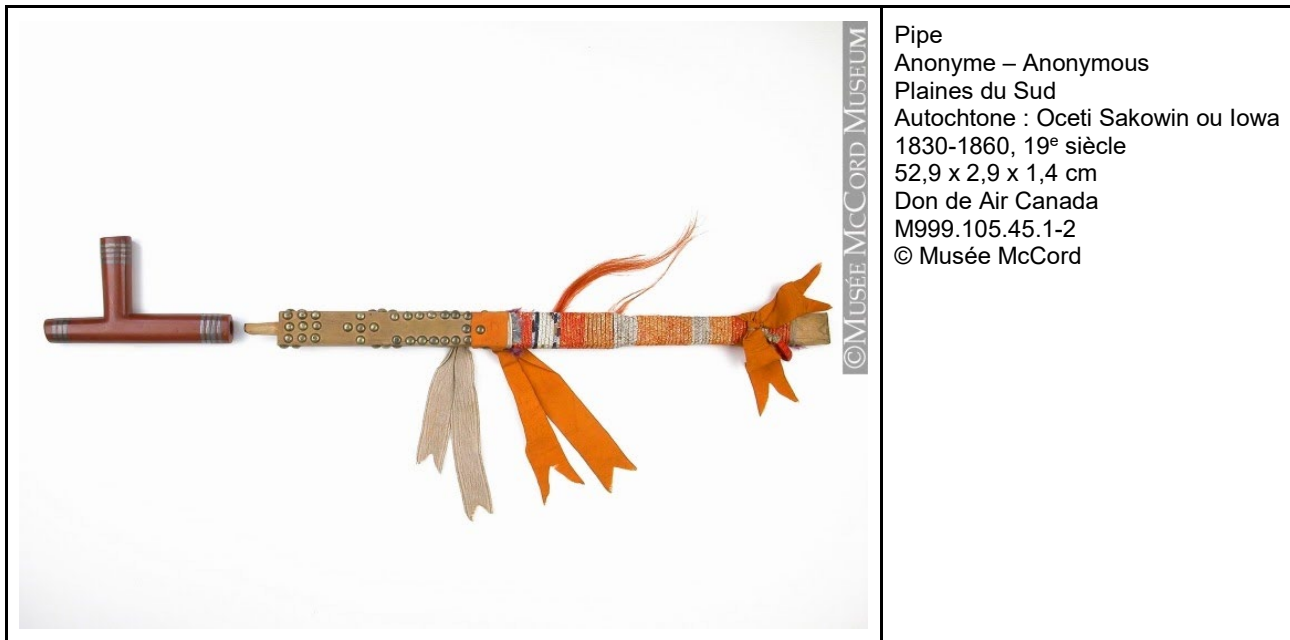 ©MUSÉE MCCORD MUSEUM
Pipe
Anonyme – Anonymous
Plaines du Sud
Autochtone : Oceti Sakowin ou Iowa
1830-1860, 19e siècle
52,9 x 2,9 x 1,4 cm
Don de Air Canada
M999.105.45.1-2
© Musée McCord